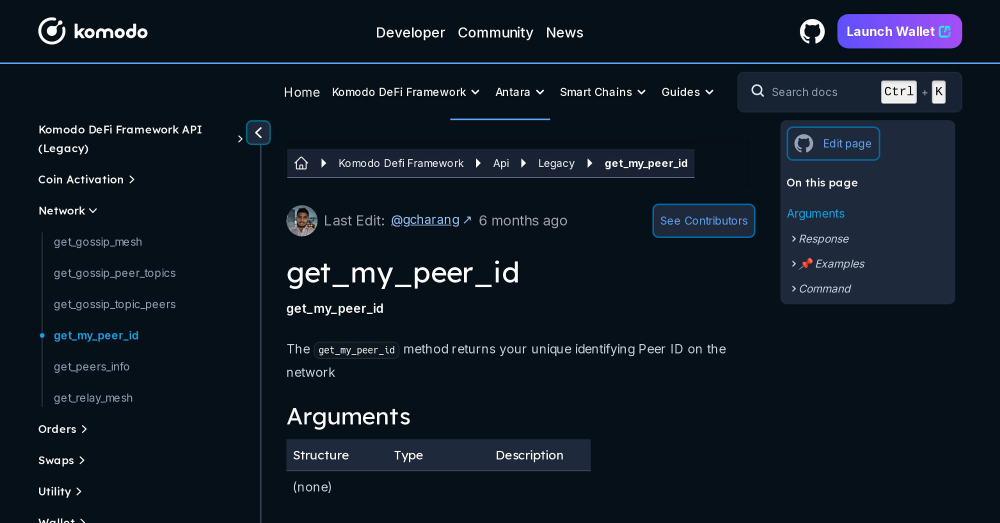 komodo
Developer Community News
Launch Wallet
Home Komodo DeFi Framework Antara Smart Chains Guides
Search docs Ctrl + K
Komodo DeFi Framework API
(Legacy)
Coin Activation
Network
get_gossip_mesh
get_gossip_peer_topics
get_gossip_topic_peers
get_my_peer_id
get_peers_info
get_relay_mesh
Orders
Swaps
Utility
Wallet
Komodo Defi Framework Api Legacy get_my_peer_id
Last Edit: @gcharang ↗ 6 months ago
See Contributors
get_my_peer_id
get_my_peer_id
The get_my_peer_id method returns your unique identifying Peer ID on the
network
Arguments
Structure Type Description
(none)
Edit page
On this page
Arguments
Response
📌 Examples
Command